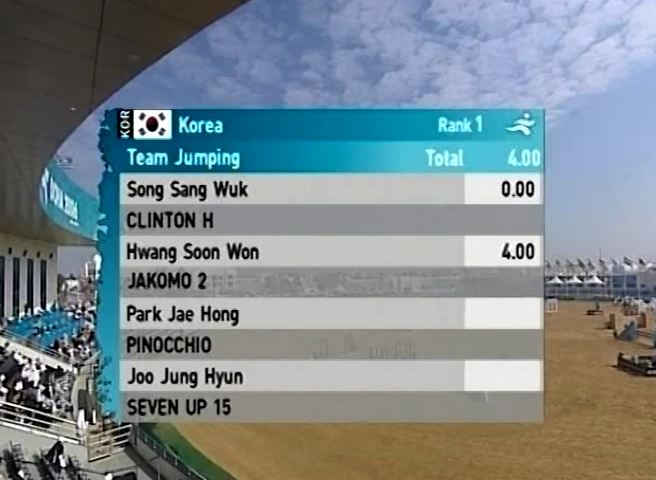 KOR Korea Rank 1
Team Jumping Total 4.00
Song Sang Wuk 0.00
CLINTON H
Hwang Soon Won 4.00
JAKOMO 2
Park Jae Hong
PINOCCHIO
Joo Jung Hyun
SEVEN UP 15